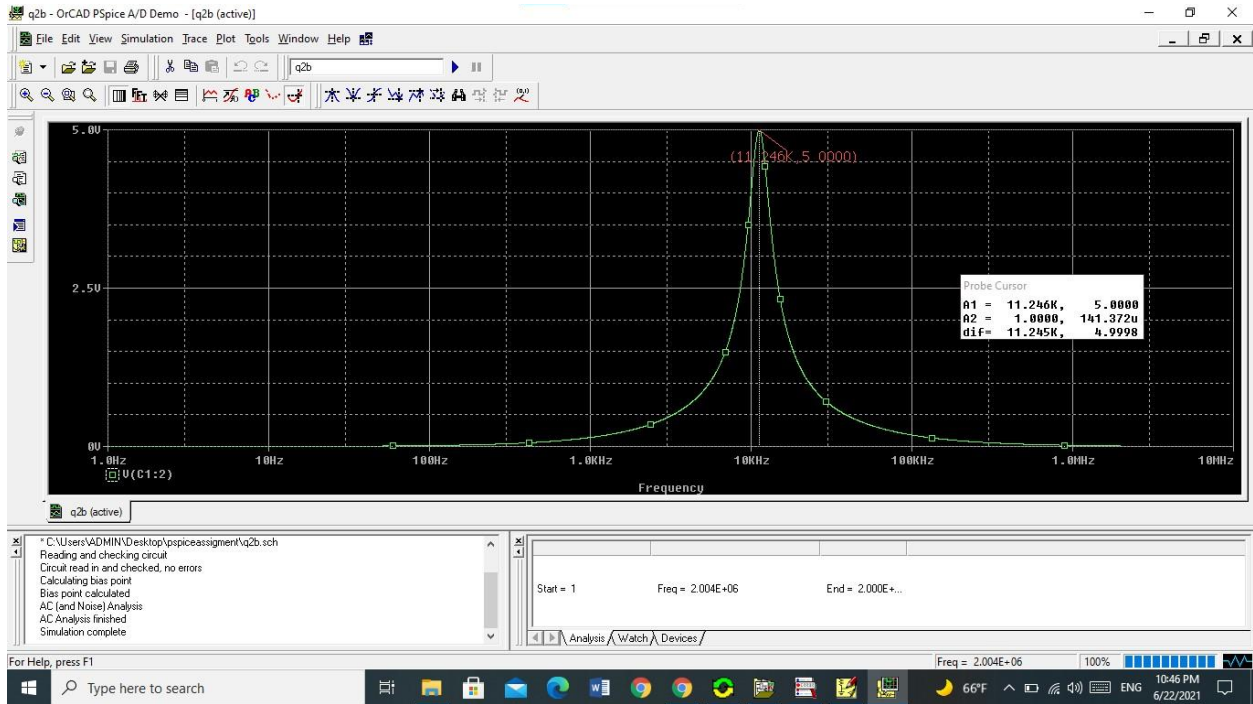 q2b - OrCAD PSpice A/D Demo - [q2b (active)]
File Edit View Simulation Trace Plot Tools Window Help
q2b
5.0V
(11.246K,5.0000)
Probe Cursor
A1 = 11.246K, 5.0000
A2 = 1.0000, 141.372u
dif= 11.245K, 4.9998
2.5V
0V
1.0Hz 10Hz 100Hz 1.0KHz 10KHz 100KHz 1.0MHz 10MHz
V(C1:2)
Frequency
q2b (active)
* C:\Users\ADMIN\Desktop\pspiceassigment\q2b.sch
Reading and checking circuit
Circuit read in and checked, no errors
Calculating bias point
Bias point calculated
AC (and Noise) Analysis
AC Analysis finished
Simulation complete
Start = 1 Freq = 2.004E+06 End = 2.000E+...
Analysis Watch Devices
For Help, press F1
Freq = 2.004E+06 100%
Type here to search
66°F ENG 10:46 PM
6/22/2021